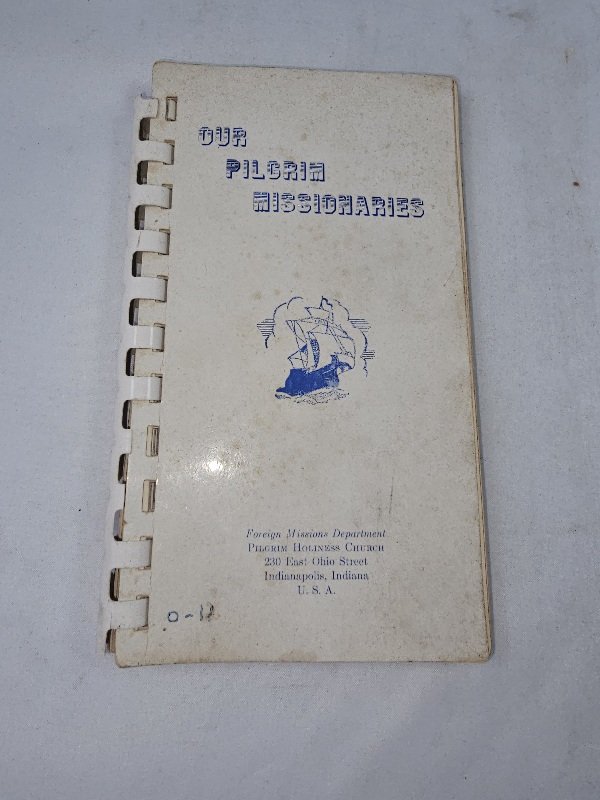 OUR
PILGRIM
MISSIONARIES
Foreign Missions Department
PILGRIM HOLINESS CHURCH
230 East Ohio Street
Indianapolis, Indiana
U. S. A.